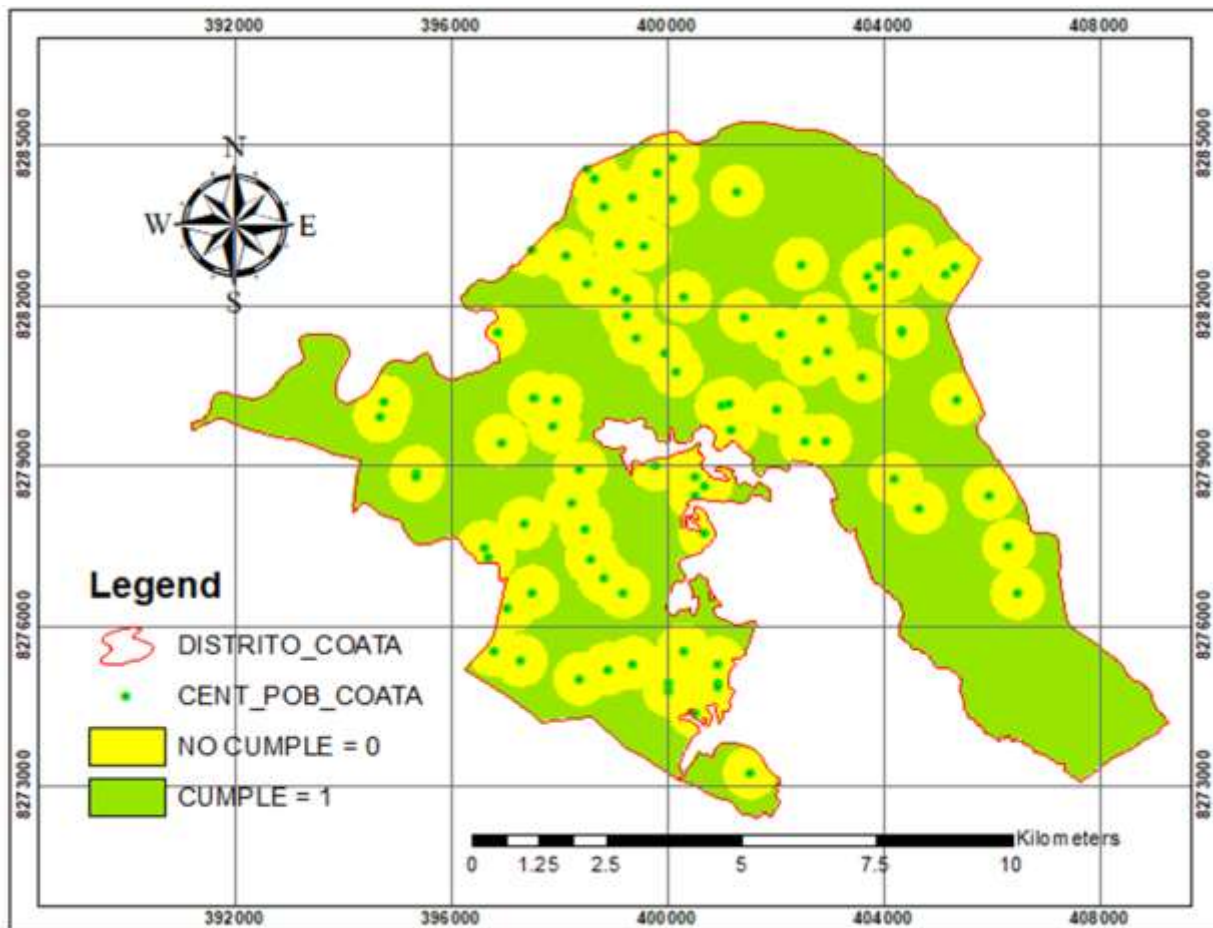 392000 396000 400000 404000 408000
8285000 8285000
N
W E
S
8282000 8282000
8279000 8279000
Legend
8276000 8276000
DISTRITO_COATA
CENT_POB_COATA
NO CUMPLE = 0
CUMPLE = 1
8273000 8273000
Kilometers
0 1.25 2.5 5 7.5 10
392000 396000 400000 404000 408000